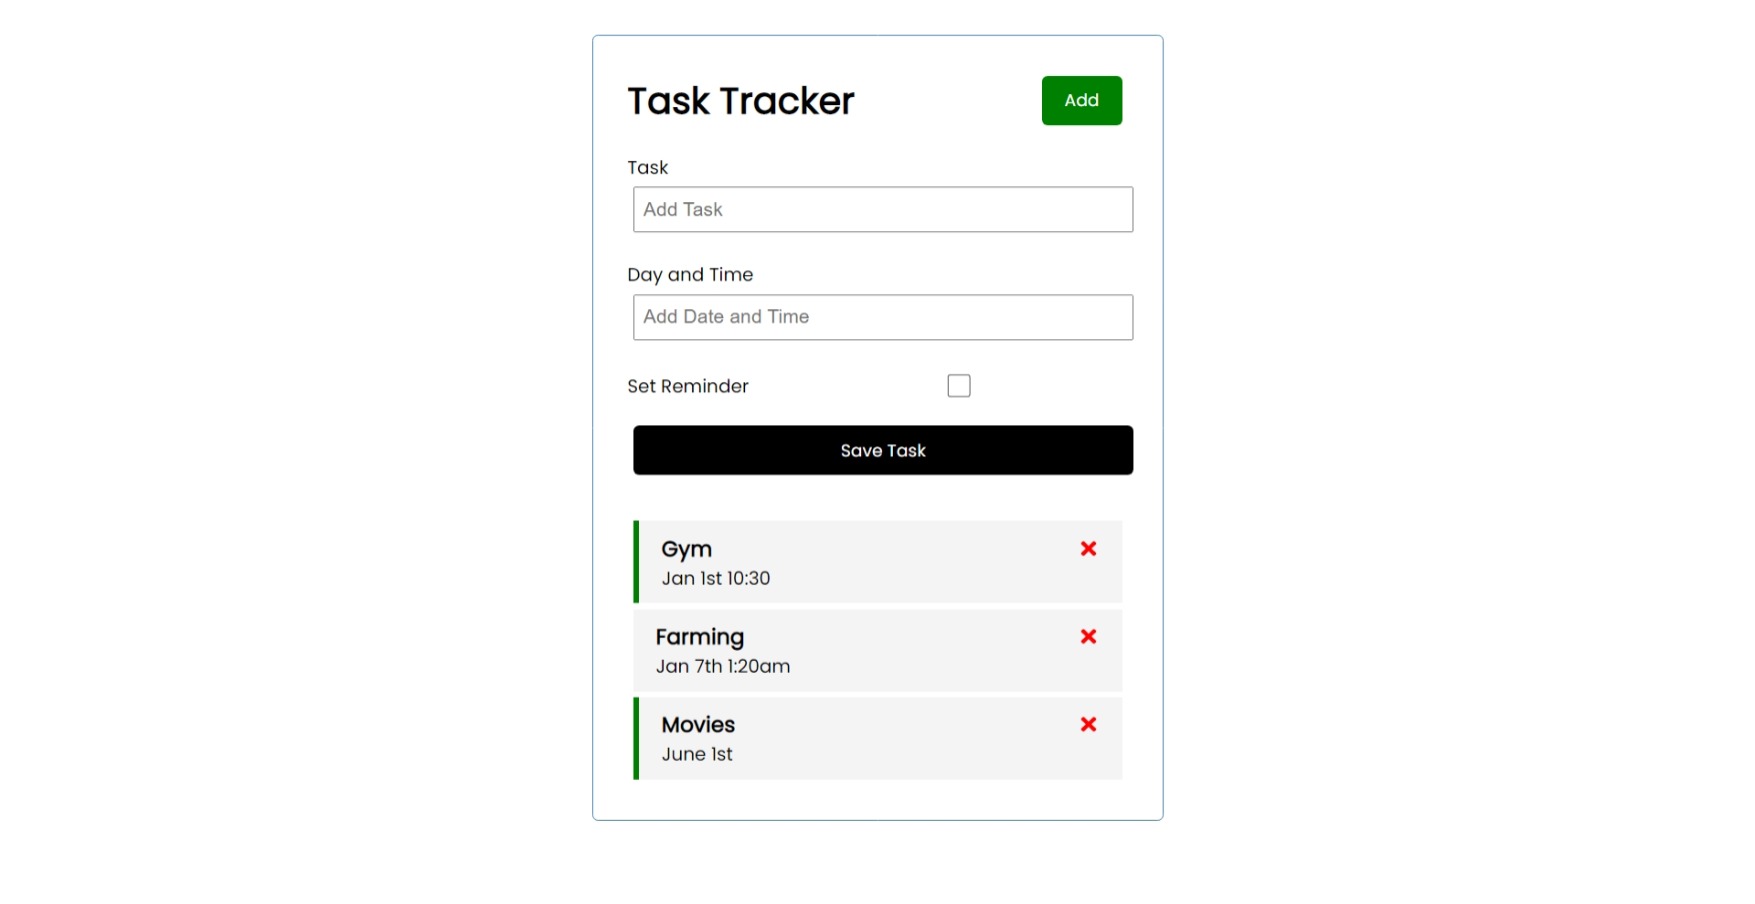 Task Tracker
Add
Task
Add Task
Day and Time
Add Date and Time
Set Reminder
Save Task
Gym
Jan 1st 10:30
Farming
Jan 7th 1:20am
Movies
June 1st